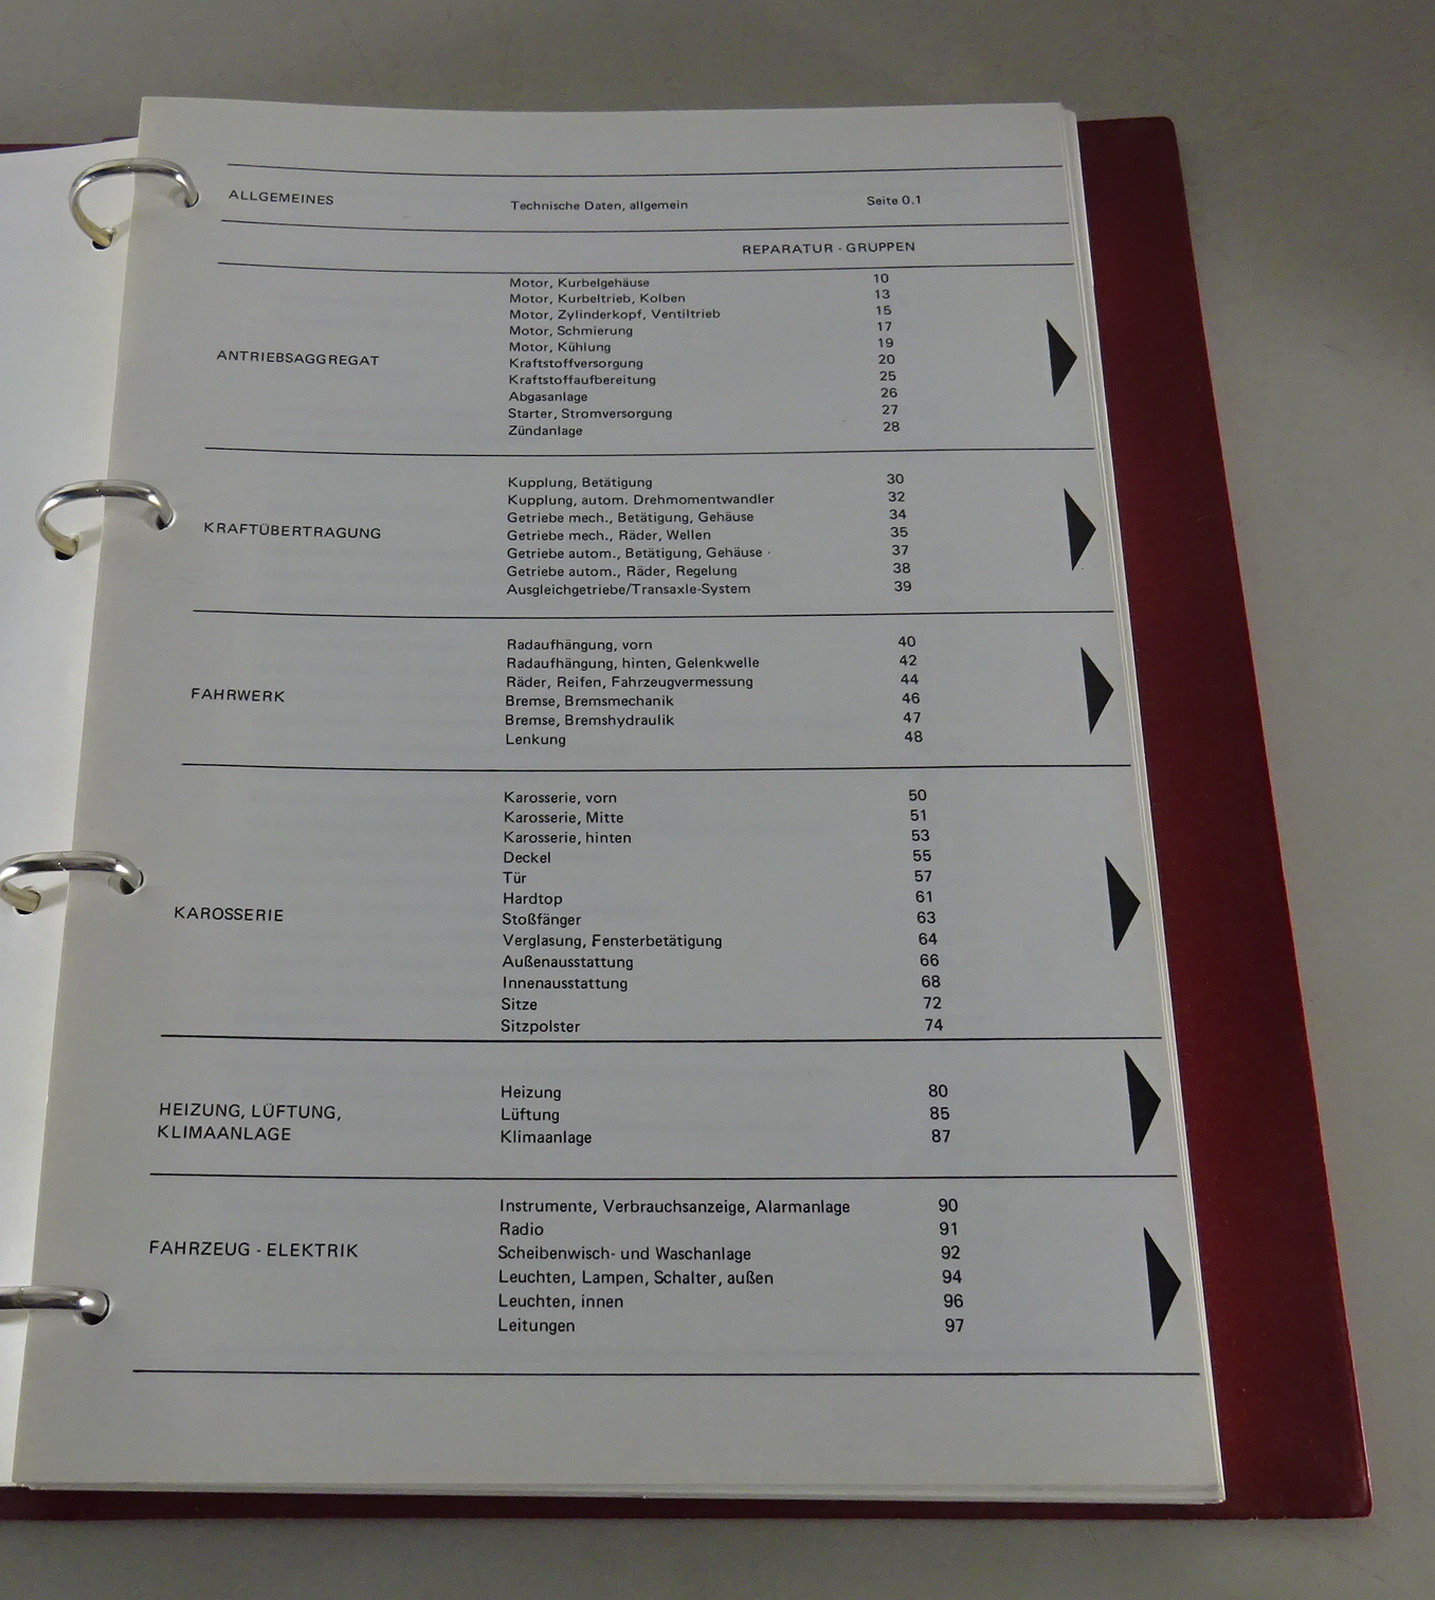 ALLGEMEINES Technische Daten, allgemein Seite 0.1
REPARATUR - GRUPPEN
Motor, Kurbelgehäuse 10
Motor, Kurbeltrieb, Kolben 13
Motor, Zylinderkopf, Ventiltrieb 15
Motor, Schmierung 17
Motor, Kühlung 19
ANTRIEBSAGGREGAT Kraftstoffversorgung 20
Kraftstoffaufbereitung 25
Abgasanlage 26
Starter, Stromversorgung 27
Zündanlage 28
Kupplung, Betätigung 30
Kupplung, autom. Drehmomentwandler 32
Getriebe mech., Betätigung, Gehäuse 34
KRAFTÜBERTRAGUNG Getriebe mech., Räder, Wellen 35
Getriebe autom., Betätigung, Gehäuse 37
Getriebe autom., Räder, Regelung 38
Ausgleichgetriebe/Transaxle-System 39
Radaufhängung, vorn 40
Radaufhängung, hinten, Gelenkwelle 42
Räder, Reifen, Fahrzeugvermessung 44
FAHRWERK Bremse, Bremsmechanik 46
Bremse, Bremshydraulik 47
Lenkung 48
Karosserie, vorn 50
Karosserie, Mitte 51
Karosserie, hinten 53
Deckel 55
Tür 57
Hardtop 61
KAROSSERIE Stoßfänger 63
Verglasung, Fensterbetätigung 64
Außenausstattung 66
Innenausstattung 68
Sitze 72
Sitzpolster 74
Heizung 80
HEIZUNG, LÜFTUNG, Lüftung 85
KLIMAANLAGE Klimaanlage 87
Instrumente, Verbrauchsanzeige, Alarmanlage 90
Radio 91
FAHRZEUG - ELEKTRIK Scheibenwisch- und Waschanlage 92
Leuchten, Lampen, Schalter, außen 94
Leuchten, innen 96
Leitungen 97